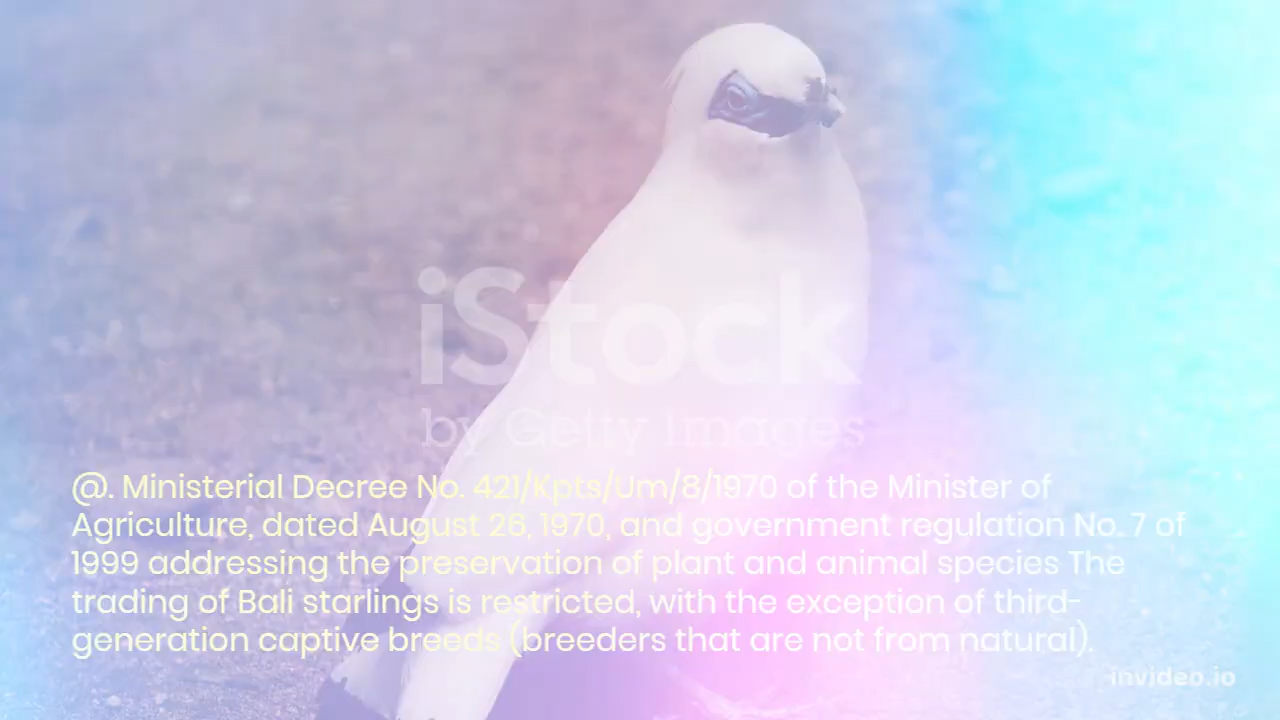 iStock
by Getty Images
@. Ministerial Decree No. 421/Kpts/Um/8/1970 of the Minister of
Agriculture, dated August 26, 1970, and government regulation No. 7 of
1999 addressing the preservation of plant and animal species The
trading of Bali starlings is restricted, with the exception of third-
generation captive breeds (breeders that are not from natural).
invideo.io